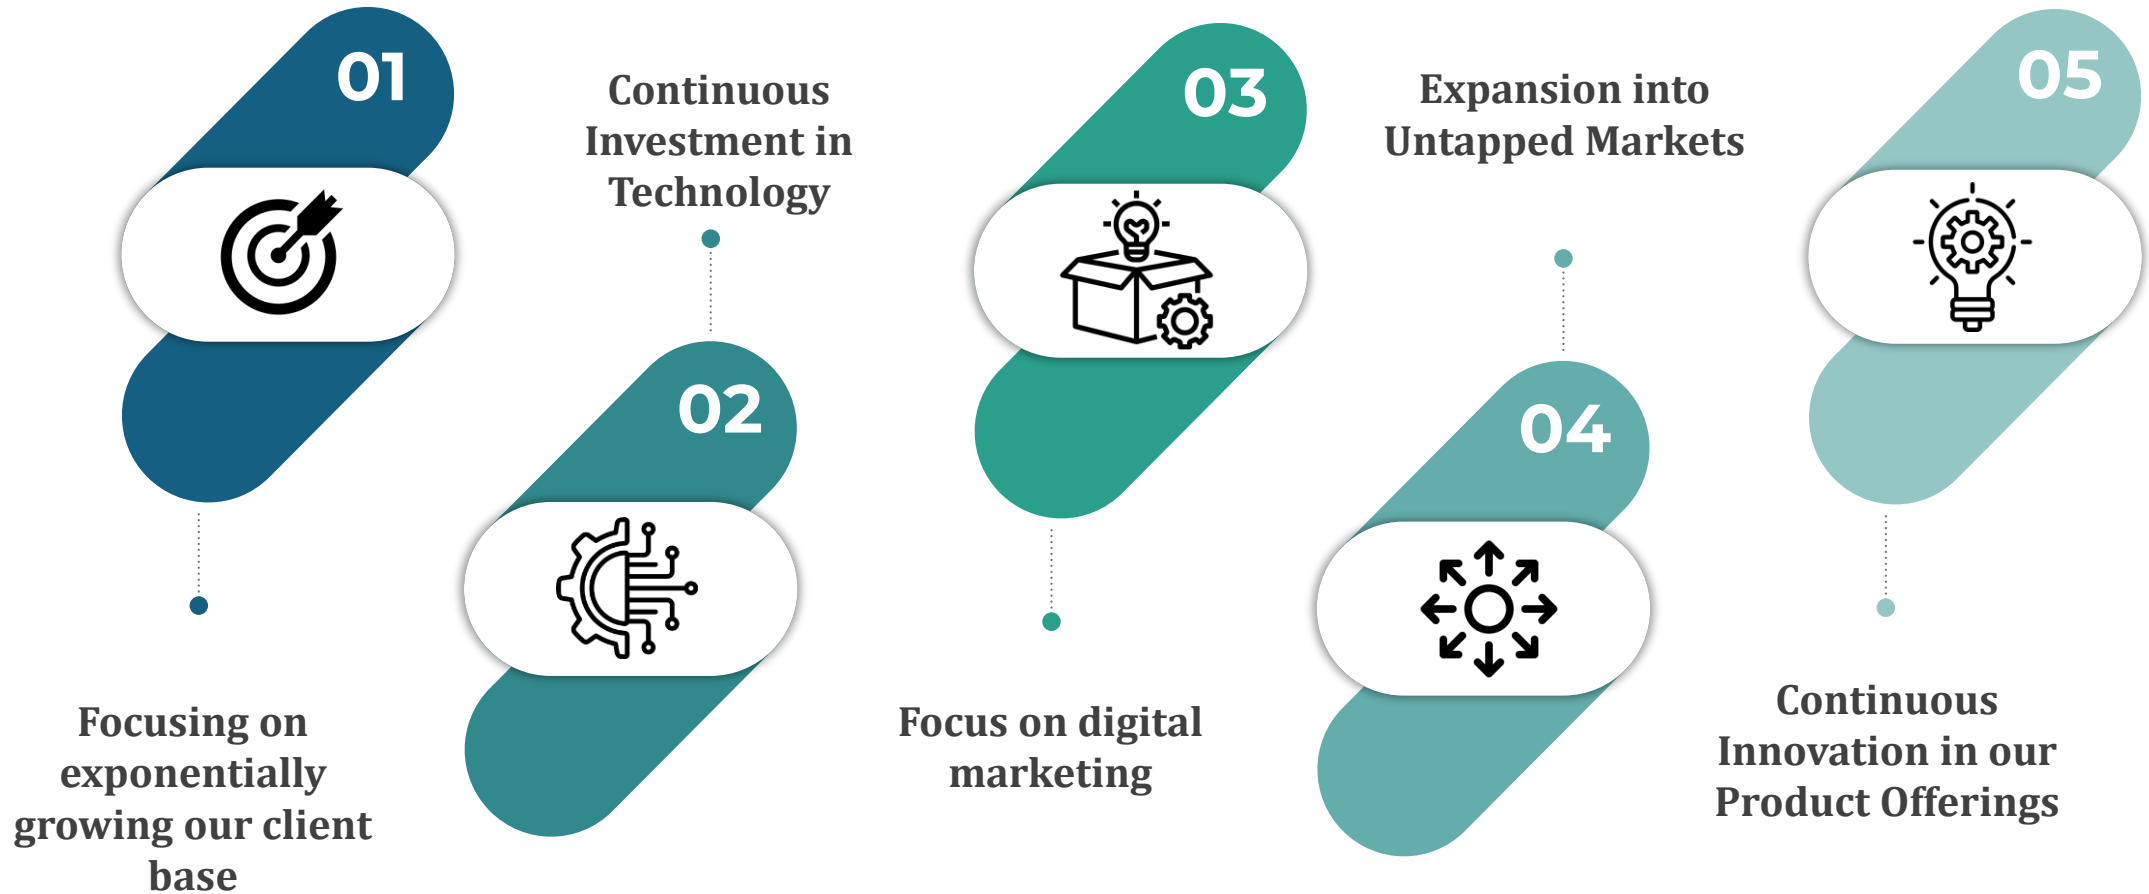 01
Focusing on
exponentially
growing our client
base
Continuous
Investment in
Technology
02
03
Focus on digital
marketing
Expansion into
Untapped Markets
04
05
Continuous
Innovation in our
Product Offerings